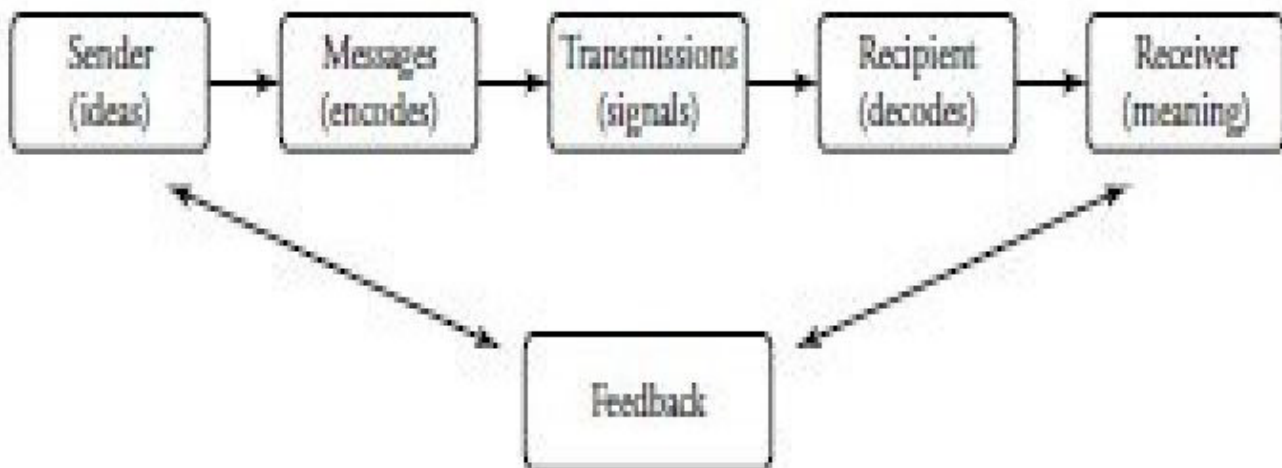 Sender
(ideas)
Messages
(encodes)
Transmissions
(signals)
Recipient
(decodes)
Receiver
(meaning)
Feedback